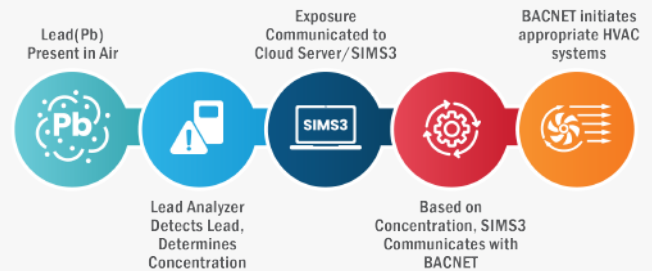 Lead(Pb)
Present in Air
Pb
Lead Analyzer
Detects Lead,
Determines
Concentration
Exposure
Communicated to
Cloud Server/SIMS3
SIMS3
Based on
Concentration, SIMS3
Communicates with
BACNET
BACNET initiates
appropriate HVAC
systems